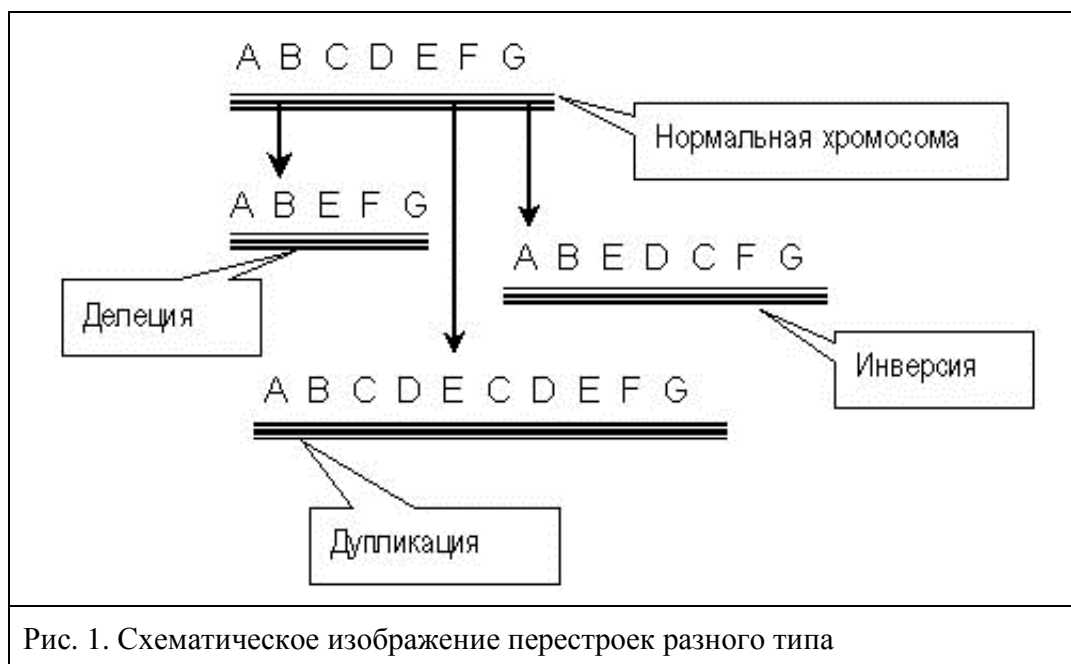 A B C D E F G
Нормальная хромосома
A B E F G
A B E D C F G
Делеция
Инверсия
A B C D E C D E F G
Дупликация
Рис. 1. Схематическое изображение перестроек разного типа